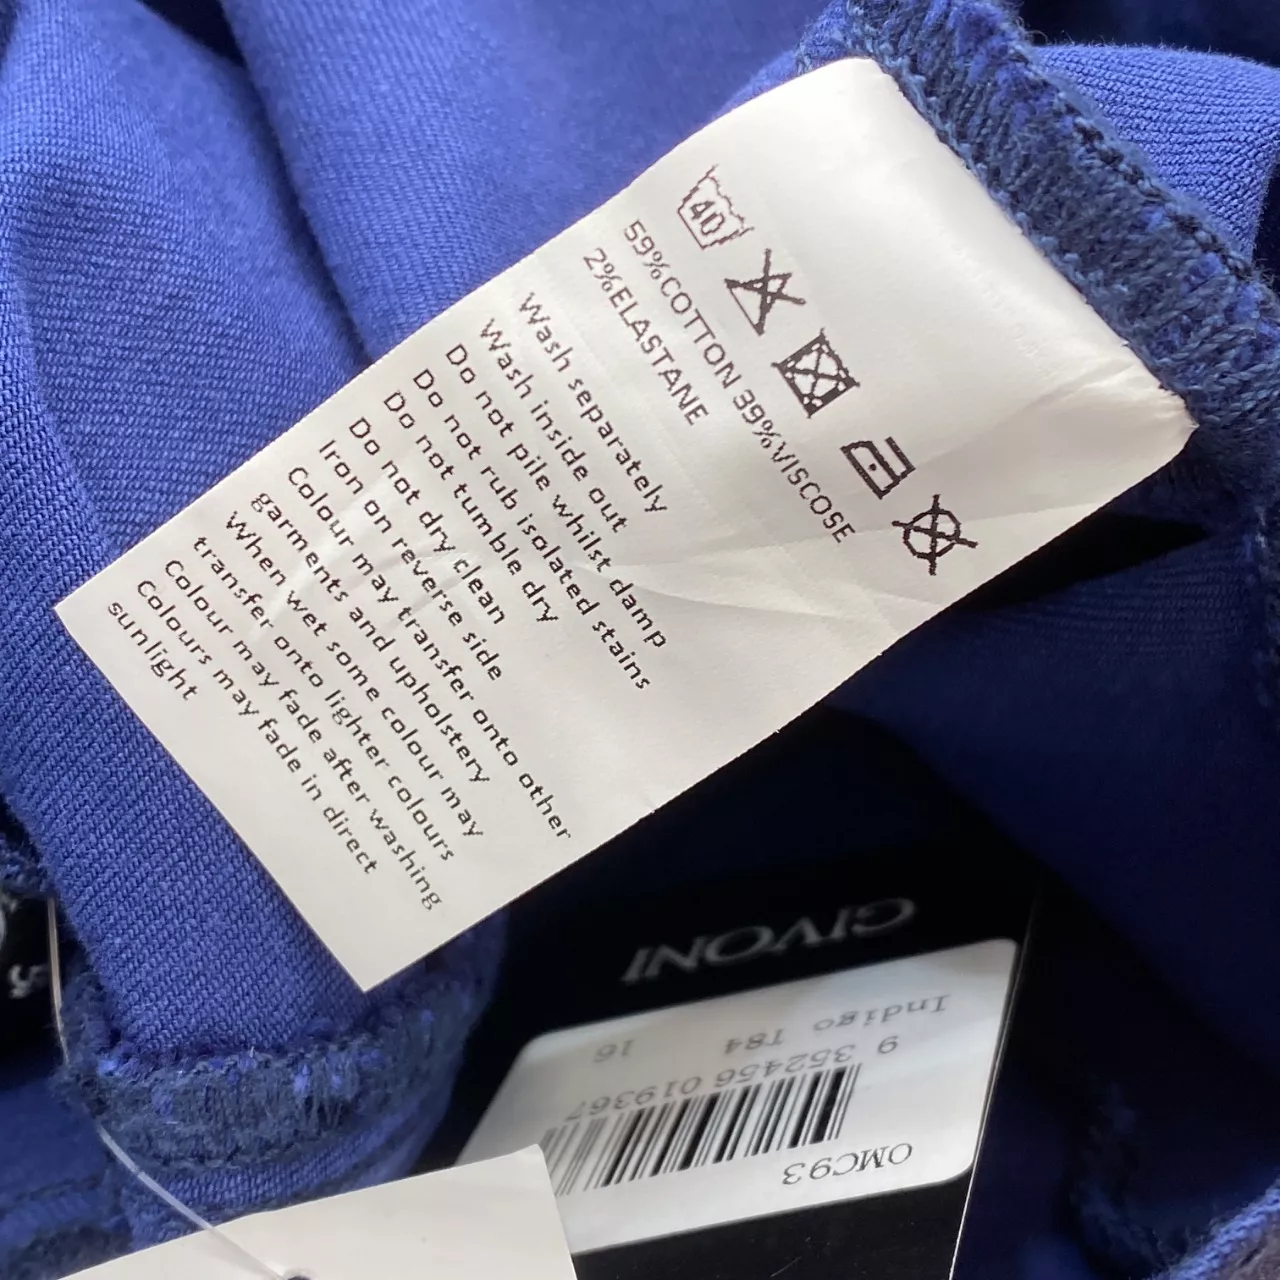 40
59%COTTON 39%VISCOSE
2%ELASTANE
Wash separately
Wash inside out
Do not pile whilst damp
Do not rub isolated stains
Do not tumble dry
Do not dry clean
Iron on reverse side
Colour may transfer onto other
garments and upholstery
When wet some colour may
transfer onto lighter colours
Colour may fade after washing
Colours may fade in direct
sunlight
GIVONI
Indigo T84 16
9 352456 019367
OMC93